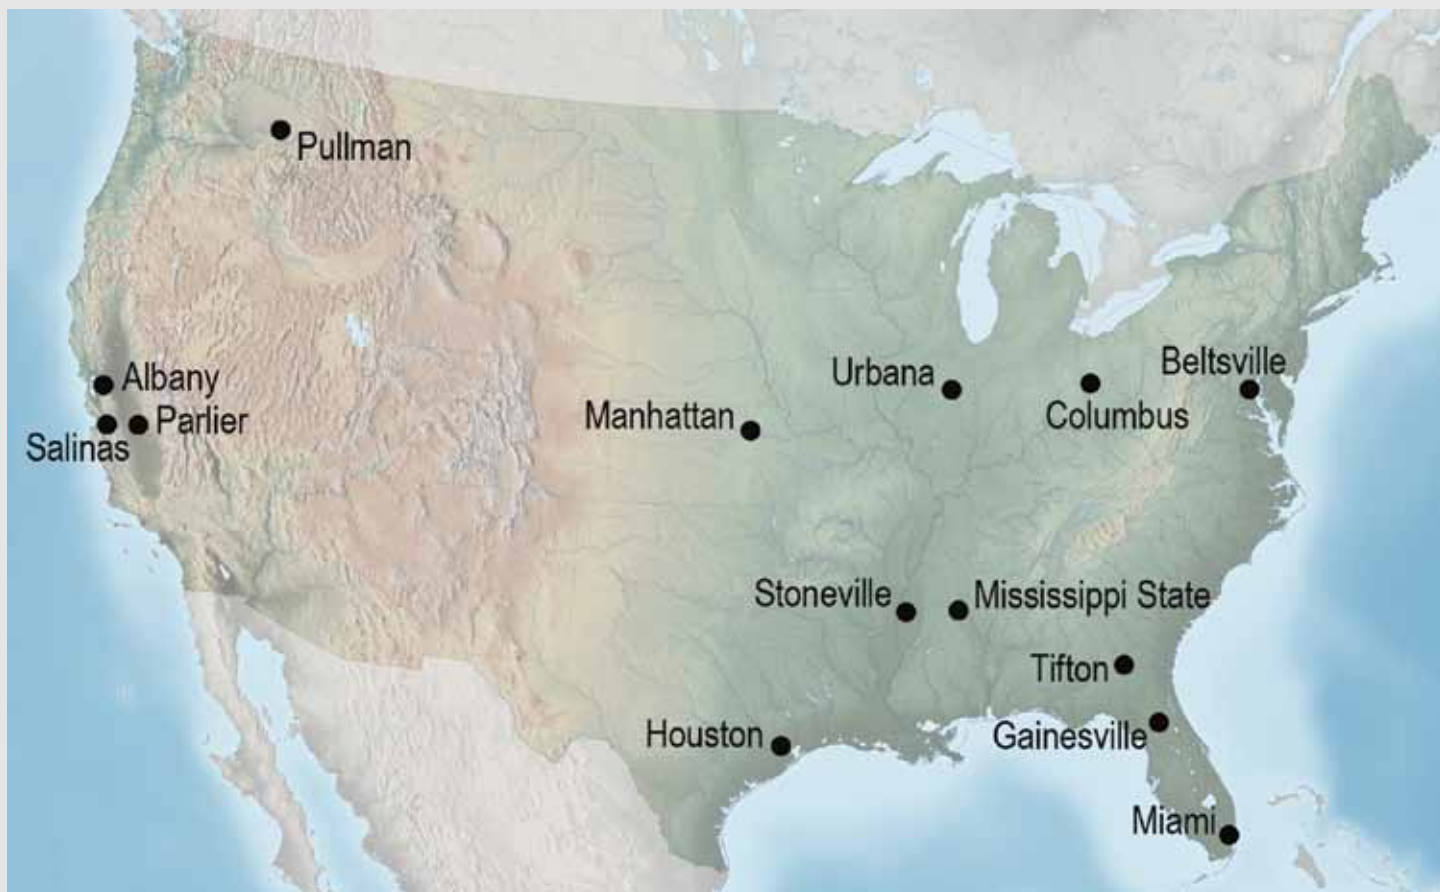 Pullman
Albany
Parlier
Salinas
Manhattan
Urbana
Columbus
Beltsville
Stoneville
Mississippi State
Tifton
Houston
Gainesville
Miami